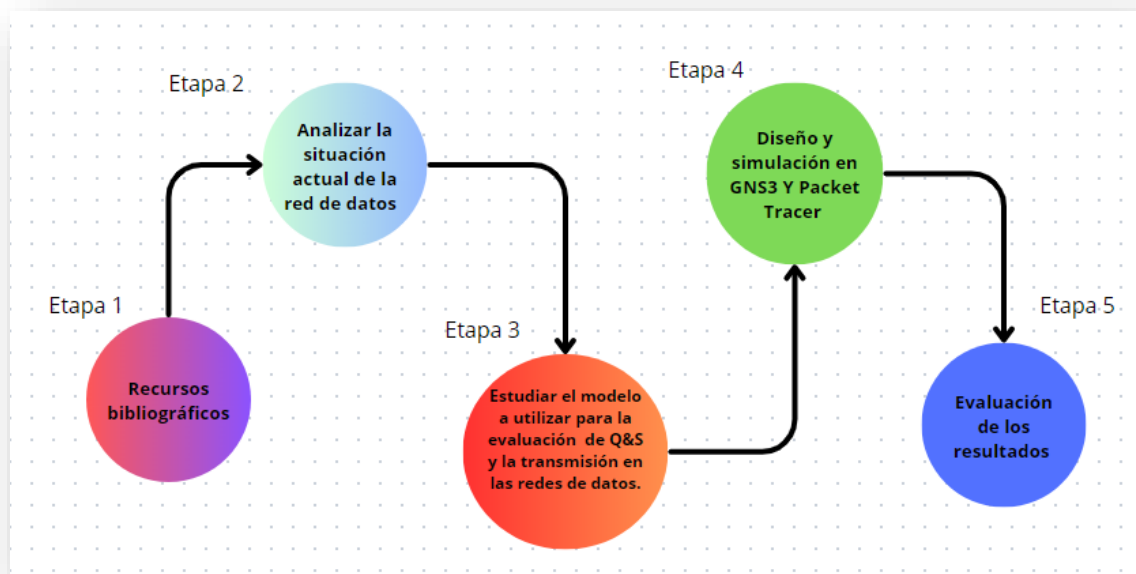 Etapa 1
Recursos
bibliográficos
Etapa 2
Analizar la
situación
actual de la
red de datos
Etapa 3
Estudiar el modelo
a utilizar para la
evaluación de Q&S
y la transmisión en
las redes de datos.
Etapa 4
Diseño y
simulación en
GNS3 Y Packet
Tracer
Etapa 5
Evaluación
de los
resultados